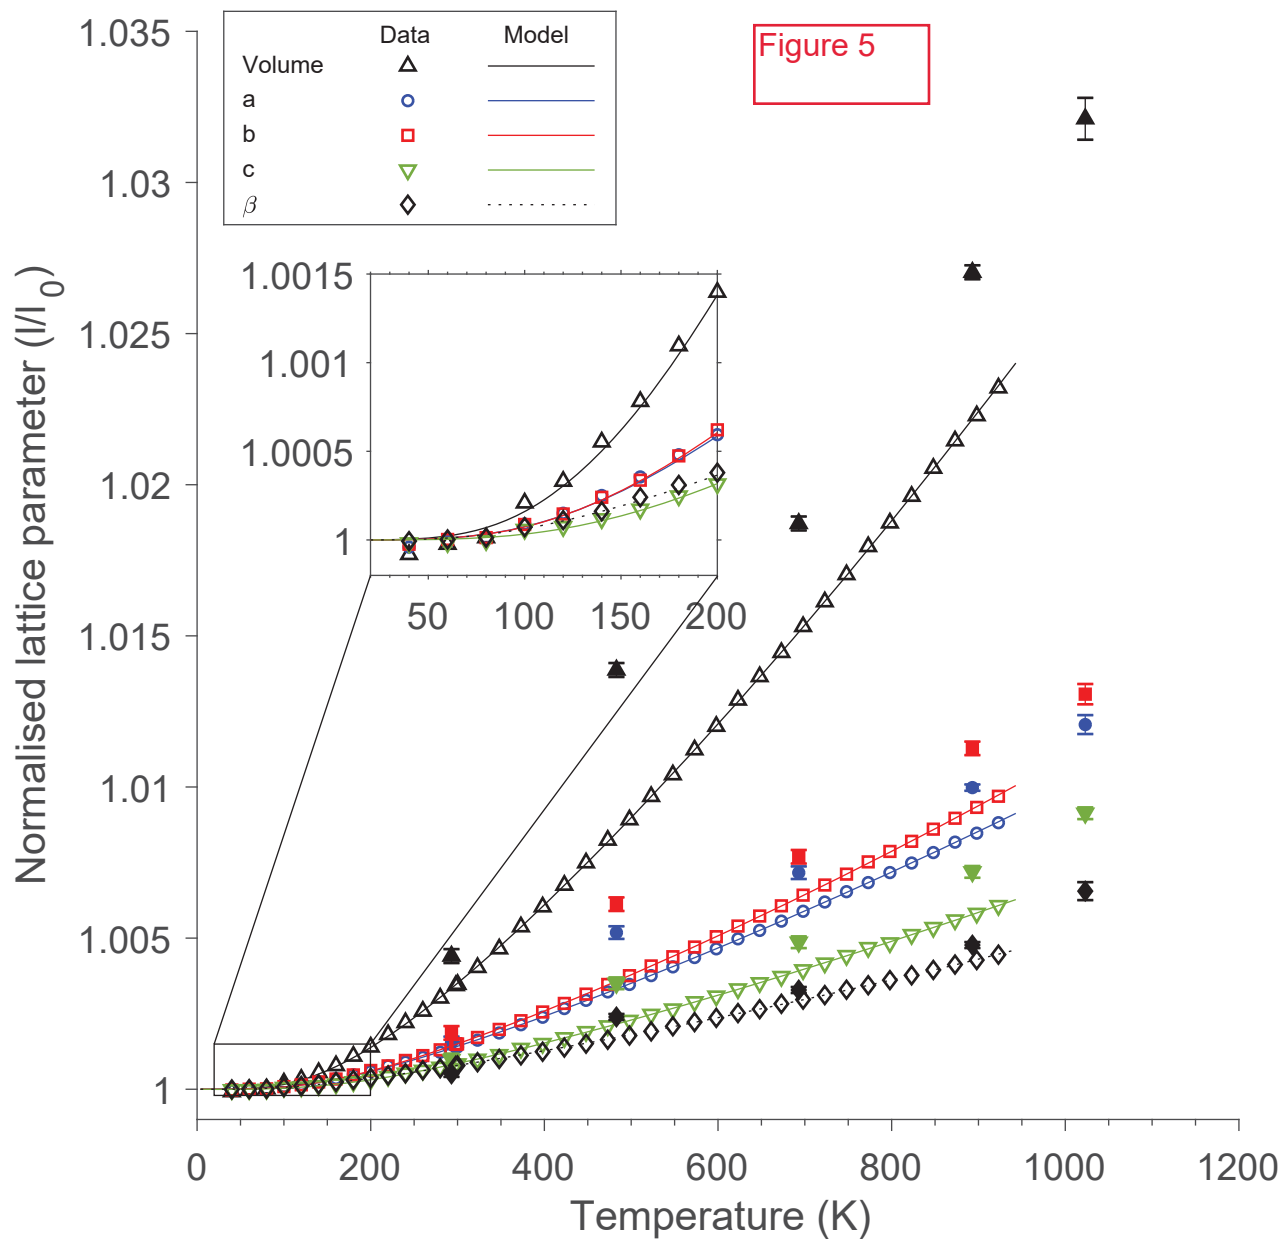 Figure 5
Data Model
Volume
a
b
c
β
Normalised lattice parameter (l/l0)
1.035
1.03
1.025
1.02
1.015
1.01
1.005
1
1.0015
1.001
1.0005
1
50 100 150 200
0 200 400 600 800 1000 1200
Temperature (K)